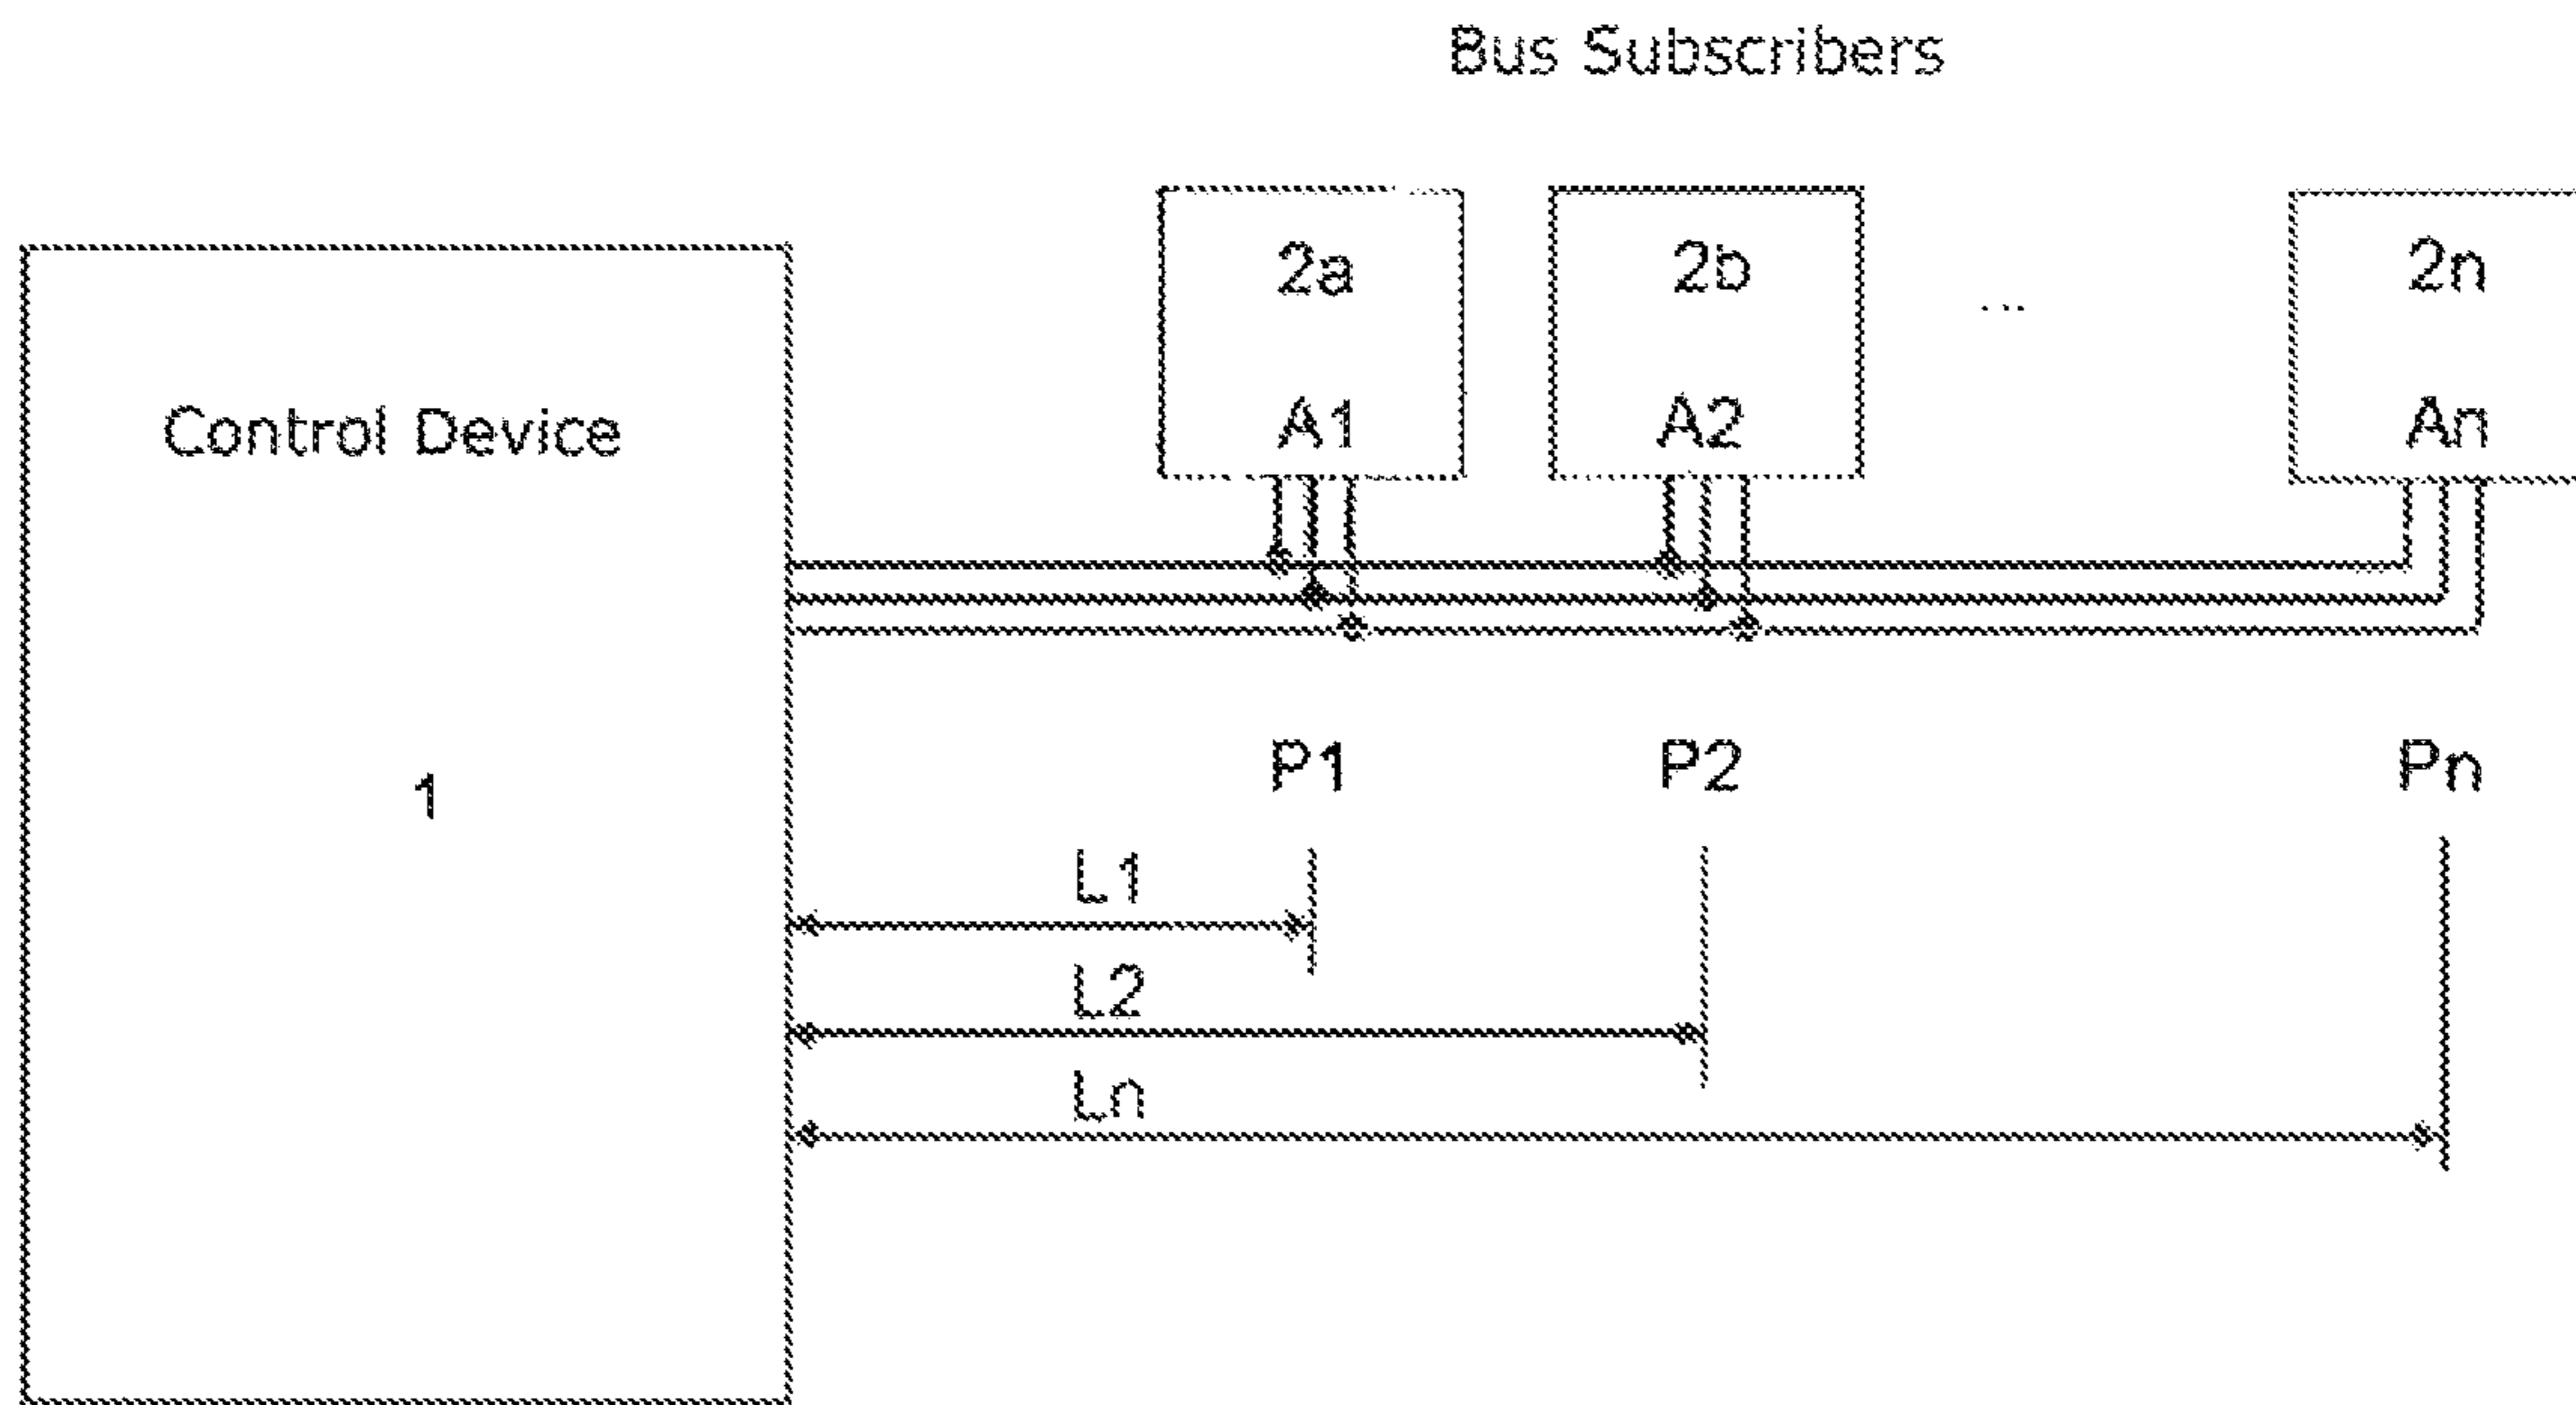 Bus Subscribers
2a
2b
...
2n
Control Device
A1
A2
An
1
P1
P2
Pn
L1
L2
Ln